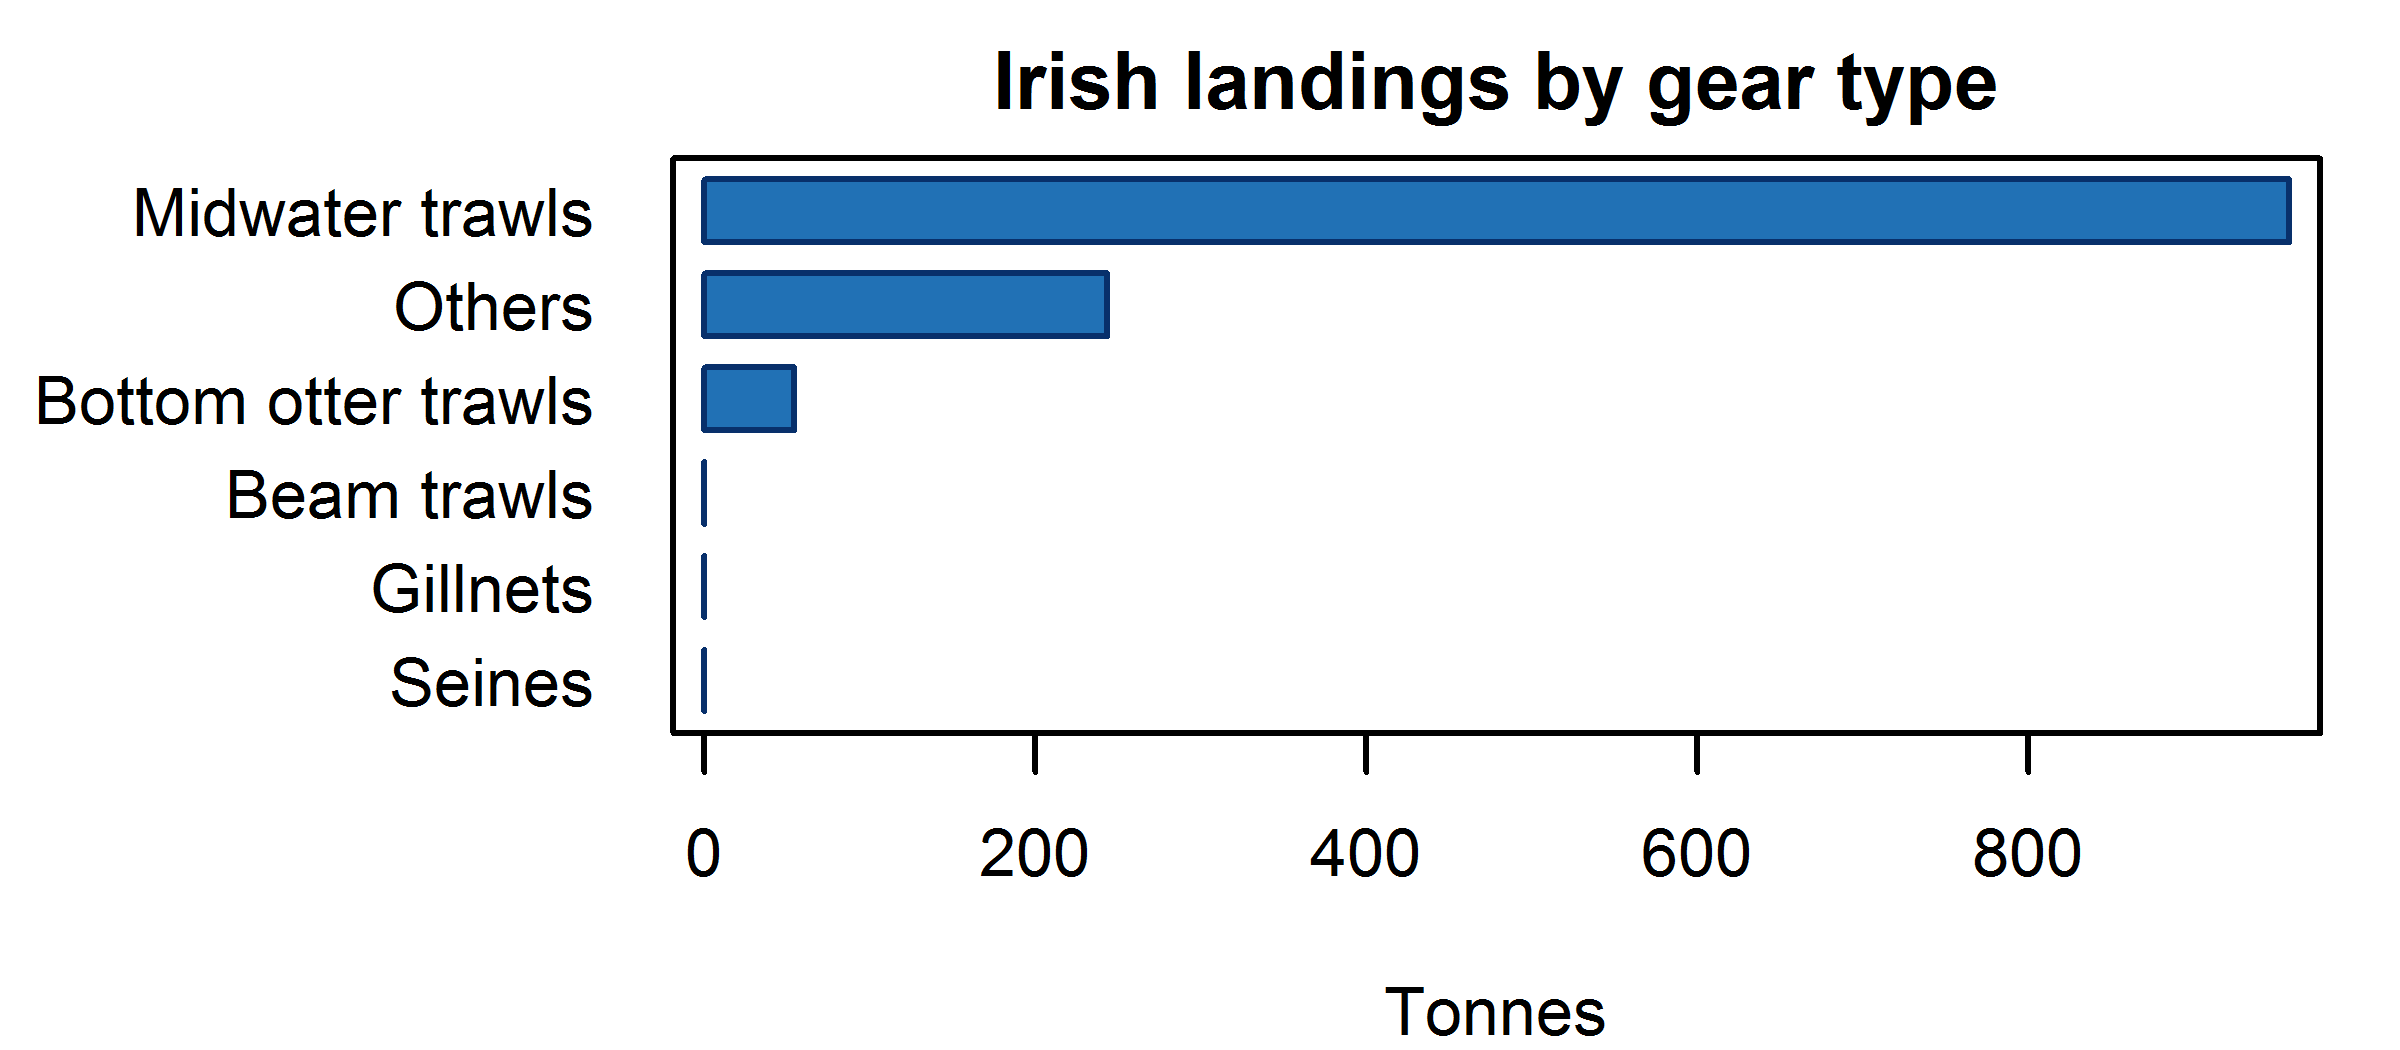 Irish landings by gear type
Midwater trawls
Others
Bottom otter trawls
Beam trawls
Gillnets
Seines
0 200 400 600 800
Tonnes